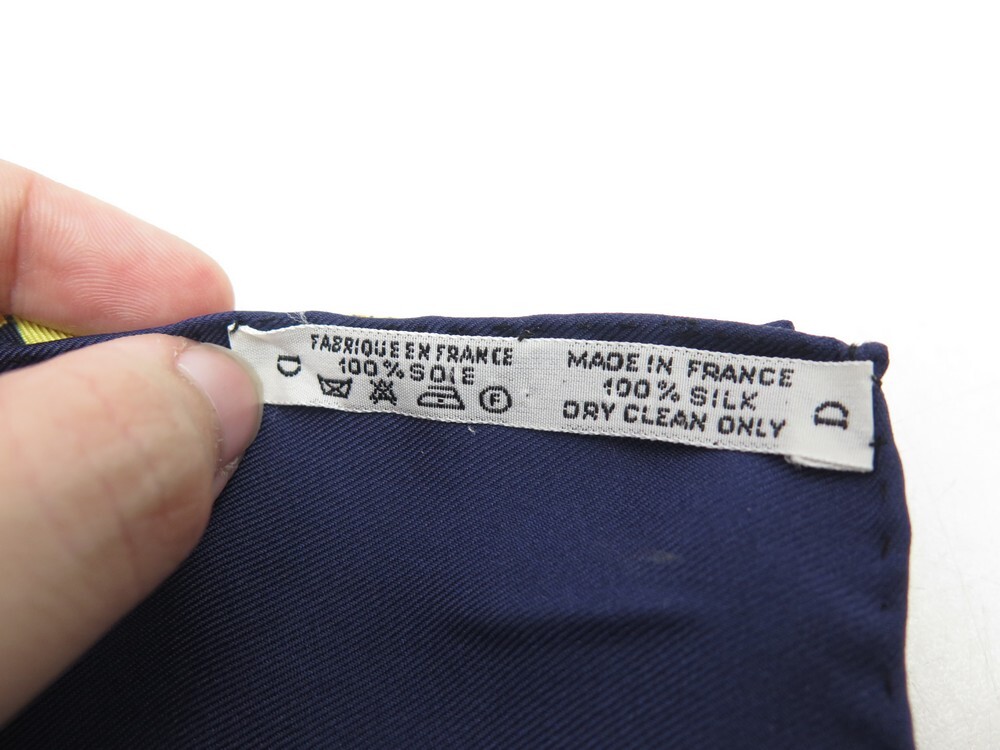 D
FABRIQUE EN FRANCE
100% SOIE
F
MADE IN FRANCE
100% SILK
DRY CLEAN ONLY
D